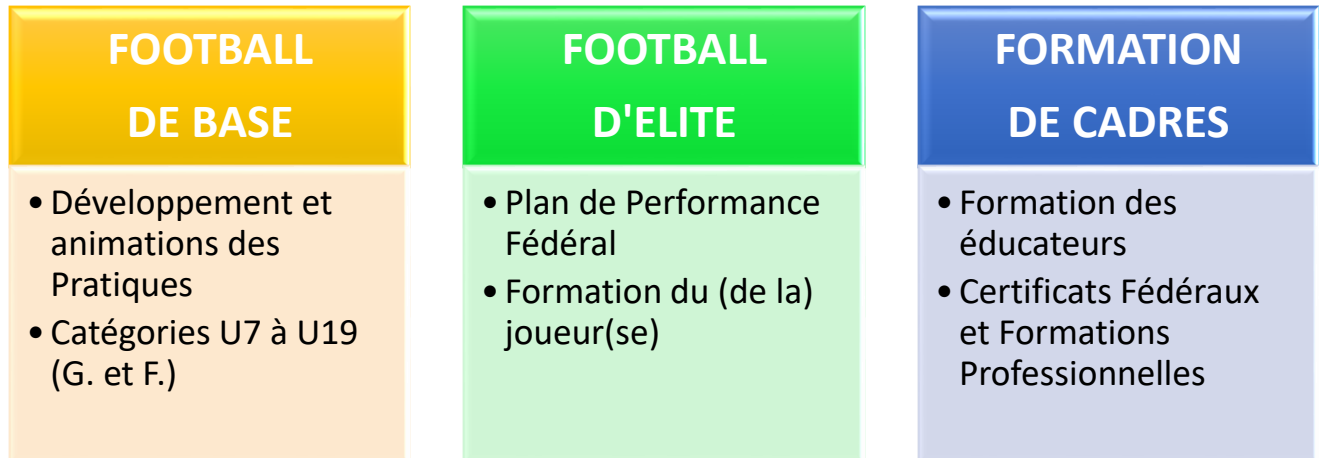 FOOTBALL
DE BASE
• Développement et
animations des
Pratiques
• Catégories U7 à U19
(G. et F.)
FOOTBALL
D'ELITE
• Plan de Performance
Fédéral
• Formation du (de la)
joueur(se)
FORMATION
DE CADRES
• Formation des
éducateurs
• Certificats Fédéraux
et Formations
Professionnelles